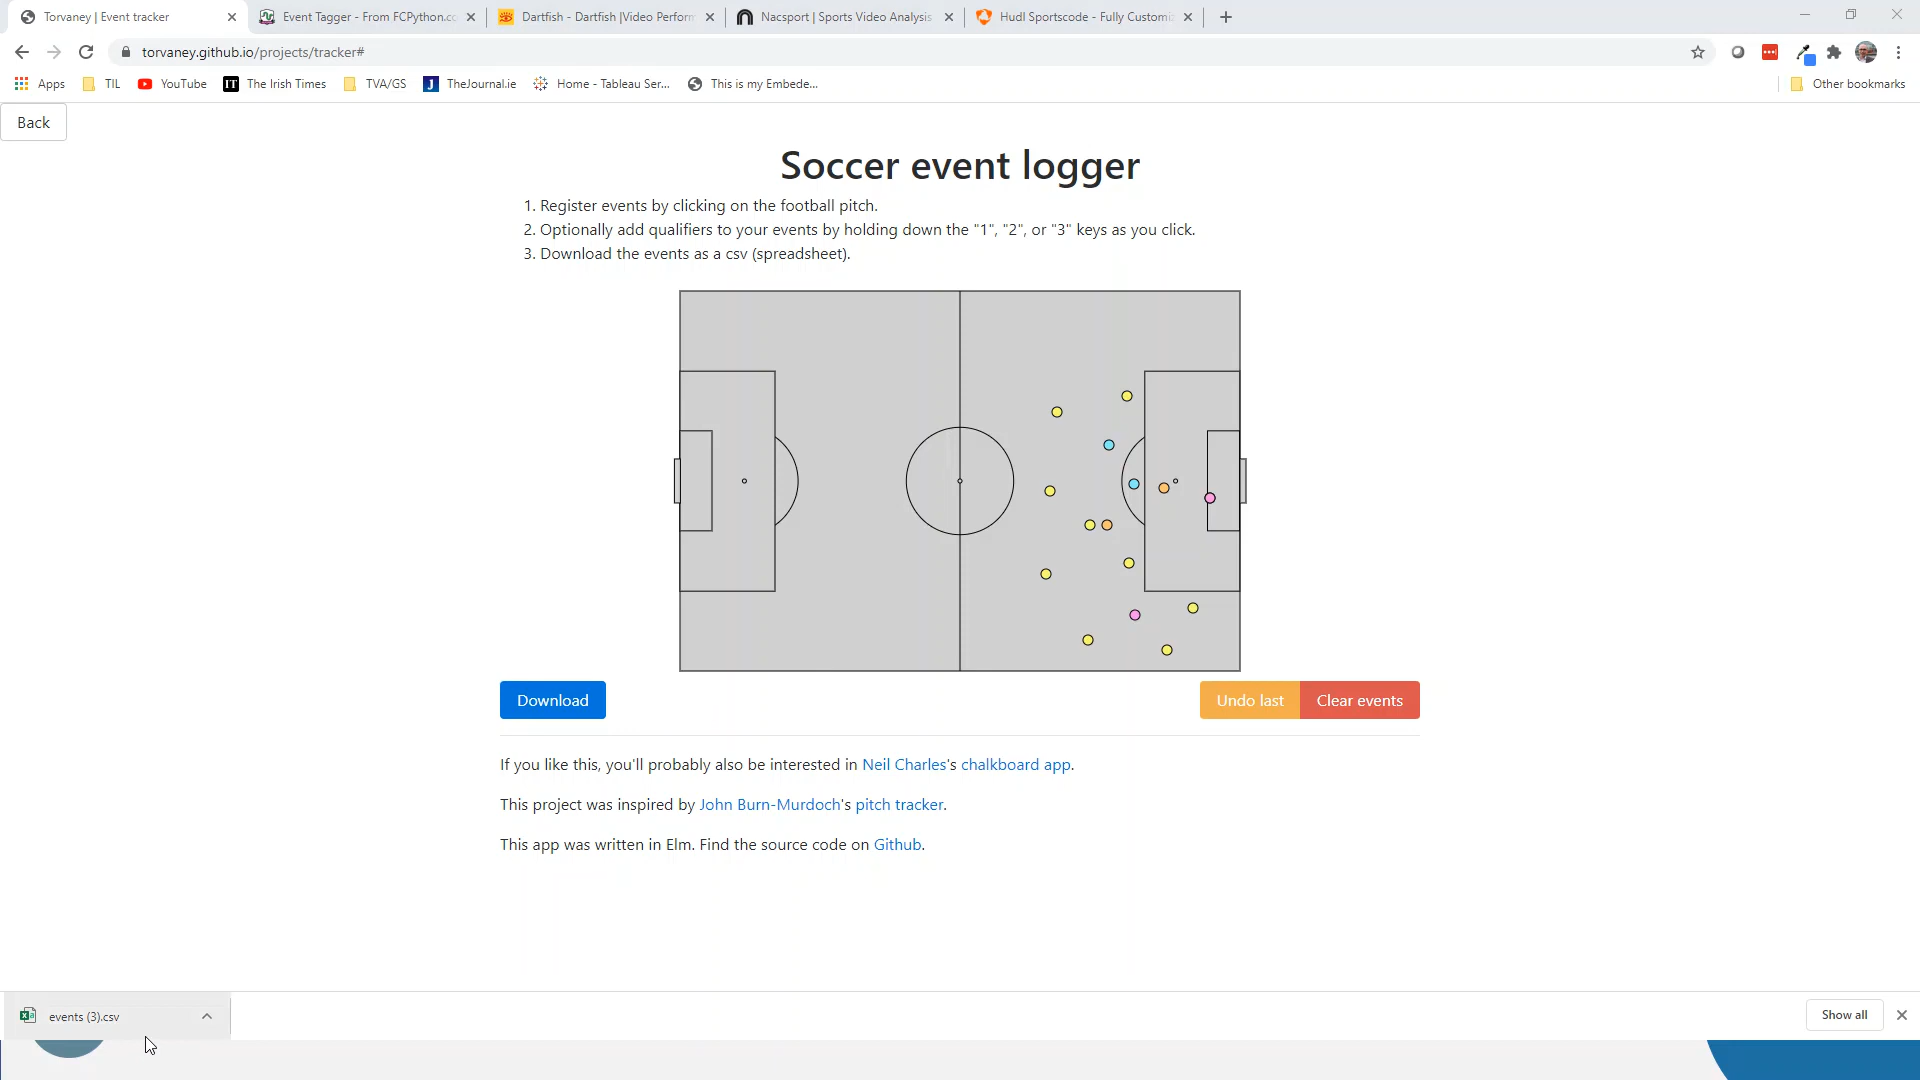 Torvaney | Event tracker
Event Tagger - From FCPython.co
Dartfish - Dartfish |Video Perforn
Nacsport | Sports Video Analysis
Hudl Sportscode - Fully Customiz
torvaney.github.io/projects/tracker#
Apps
TIL
YouTube
IT
The Irish Times
TVA/GS
J
TheJournal.ie
Home - Tableau Ser...
This is my Embede...
Other bookmarks
Back
Soccer event logger
1. Register events by clicking on the football pitch.
2. Optionally add qualifiers to your events by holding down the "1", "2", or "3" keys as you click.
3. Download the events as a csv (spreadsheet).
Download
Undo last
Clear events
If you like this, you'll probably also be interested in Neil Charles's chalkboard app.
This project was inspired by John Burn-Murdoch's pitch tracker.
This app was written in Elm. Find the source code on Github.
events (3).csv
Show all